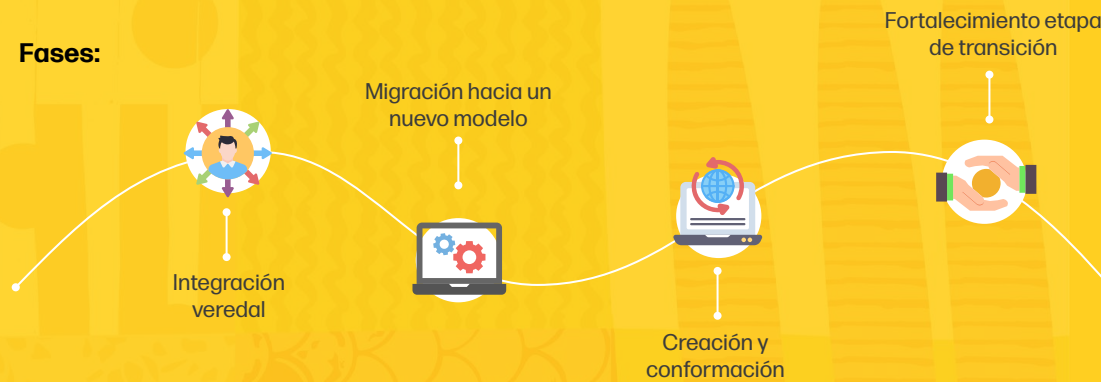 Fases:
Integración
veredal
Migración hacia un
nuevo modelo
Creación y
conformación
Fortalecimiento etapa
de transición